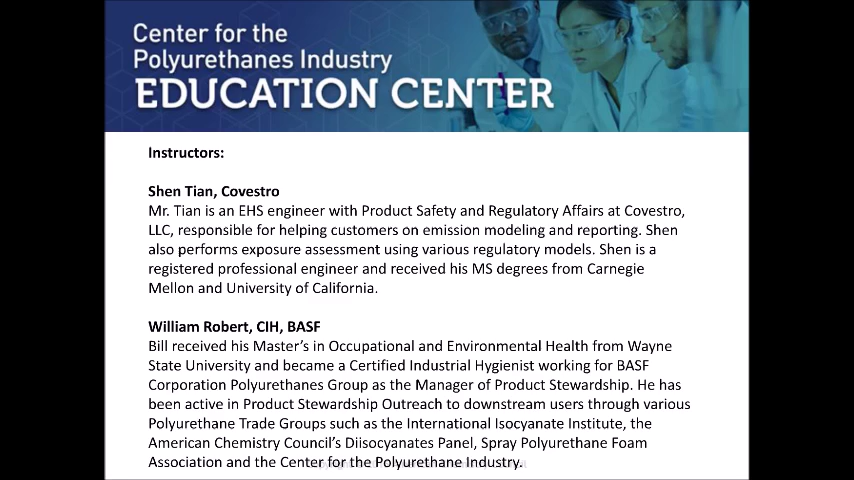 Center for the
Polyurethanes Industry
EDUCATION CENTER
Instructors:
Shen Tian, Covestro
Mr. Tian is an EHS engineer with Product Safety and Regulatory Affairs at Covestro,
LLC, responsible for helping customers on emission modeling and reporting. Shen
also performs exposure assessment using various regulatory models. Shen is a
registered professional engineer and received his MS degrees from Carnegie
Mellon and University of California.
William Robert, CIH, BASF
Bill received his Master’s in Occupational and Environmental Health from Wayne
State University and became a Certified Industrial Hygienist working for BASF
Corporation Polyurethanes Group as the Manager of Product Stewardship. He has
been active in Product Stewardship Outreach to downstream users through various
Polyurethane Trade Groups such as the International Isocyanate Institute, the
American Chemistry Council’s Diisocyanates Panel, Spray Polyurethane Foam
Association and the Center for the Polyurethane Industry.